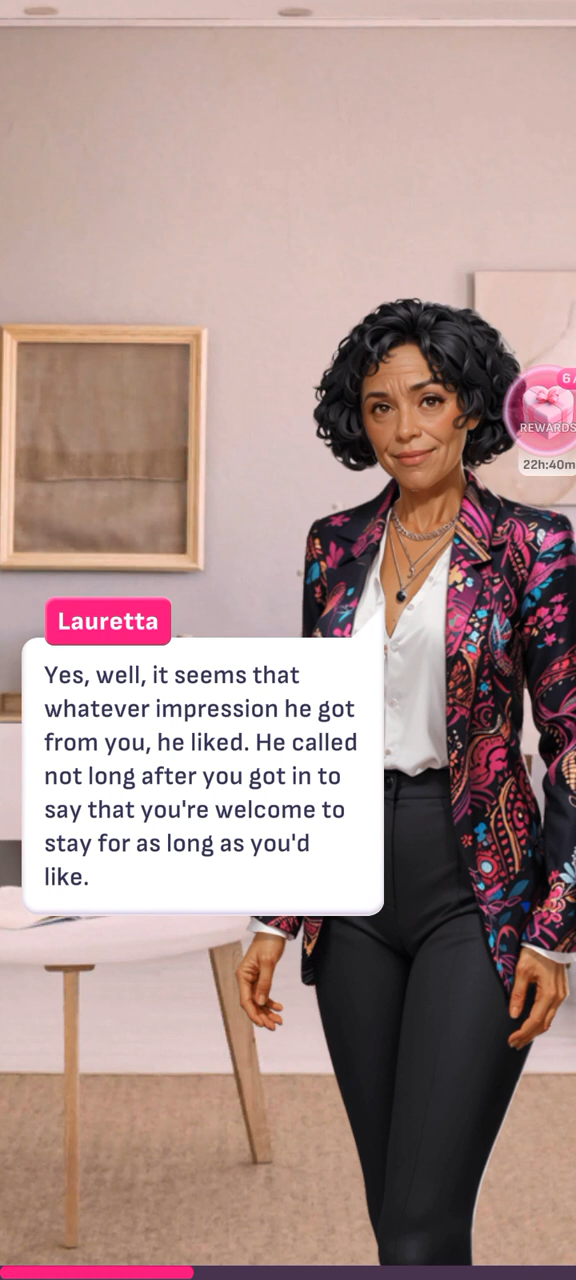 6/
REWARDS
22h:40m
Lauretta
Yes, well, it seems that
whatever impression he got
from you, he liked. He called
not long after you got in to
say that you're welcome to
stay for as long as you'd
like.